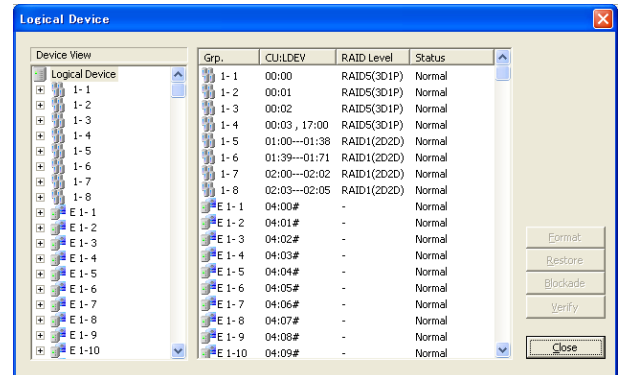 Logical Device
Device View
Logical Device
1- 1
1- 2
1- 3
1- 4
1- 5
1- 6
1- 7
1- 8
E 1- 1
E 1- 2
E 1- 3
E 1- 4
E 1- 5
E 1- 6
E 1- 7
E 1- 8
E 1- 9
E 1-10
Grp. CU:LDEV RAID Level Status
1- 1 00:00 RAID5(3D1P) Normal
1- 2 00:01 RAID5(3D1P) Normal
1- 3 00:02 RAID5(3D1P) Normal
1- 4 00:03 , 17:00 RAID5(3D1P) Normal
1- 5 01:00---01:38 RAID1(2D2D) Normal
1- 6 01:39---01:71 RAID1(2D2D) Normal
1- 7 02:00---02:02 RAID1(2D2D) Normal
1- 8 02:03---02:05 RAID1(2D2D) Normal
E 1- 1 04:00# - Normal
E 1- 2 04:01# - Normal
E 1- 3 04:02# - Normal
E 1- 4 04:03# - Normal
E 1- 5 04:04# - Normal
E 1- 6 04:05# - Normal
E 1- 7 04:06# - Normal
E 1- 8 04:07# - Normal
E 1- 9 04:08# - Normal
E 1-10 04:09# - Normal
Format
Restore
Blockade
Verify
Close